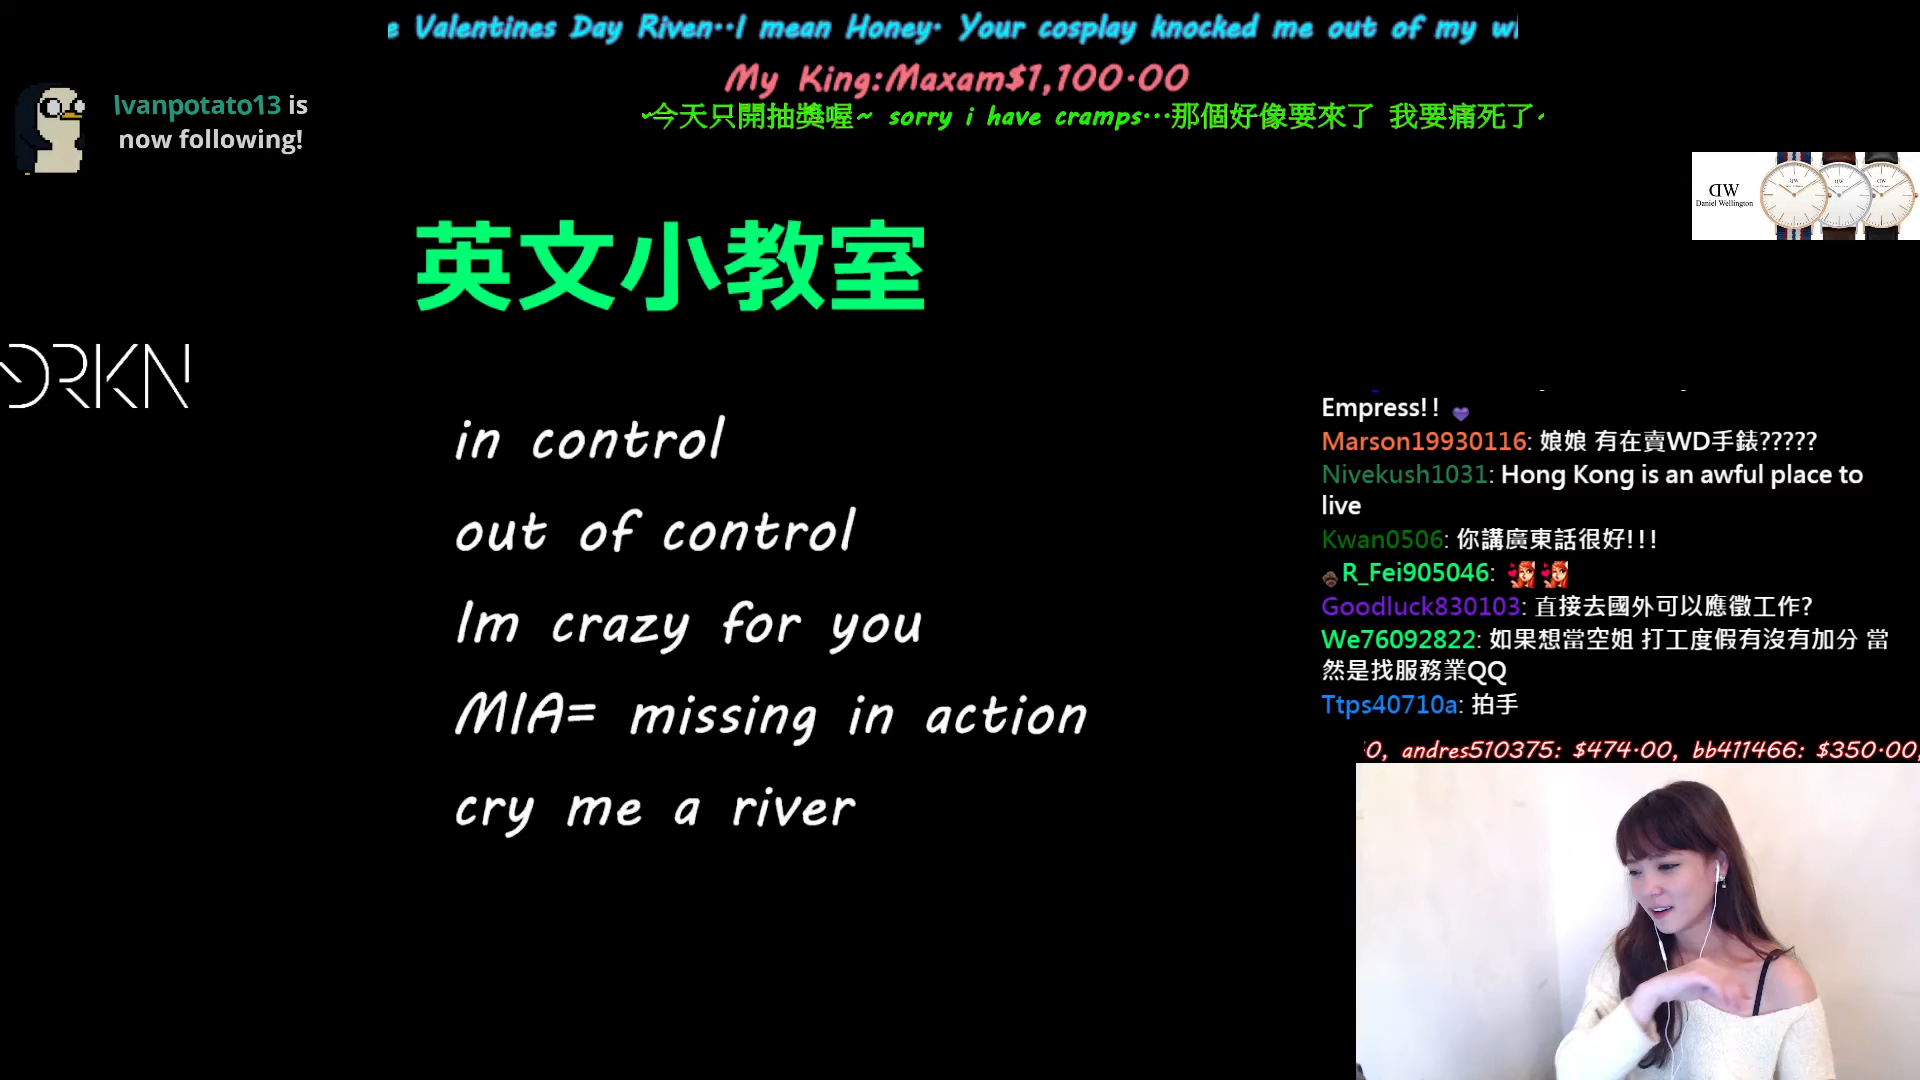 e Valentines Day Riven..I mean Honey. Your cosplay knocked me out of my
My King:Maxam$1,100.00
~今天只開抽獎喔~ sorry i have cramps...那個好像要來了 我要痛死了
Ivanpotato13 is
now following!
DW
Daniel Wellington
英文小教室
DRKN
in control
out of control
Im crazy for you
MIA= missing in action
cry me a river
Empress!!
Marson19930116: 娘娘 有在賣WD手錶?????
Nivekush1031: Hong Kong is an awful place to
live
Kwan0506: 你講廣東話很好!!!
R_Fei905046:
Goodluck830103: 直接去國外可以應徵工作?
We76092822: 如果想當空姐 打工度假有沒有加分 當
然是找服務業QQ
Ttps40710a: 拍手
0, andres510375: $474.00, bb411466: $350.00,